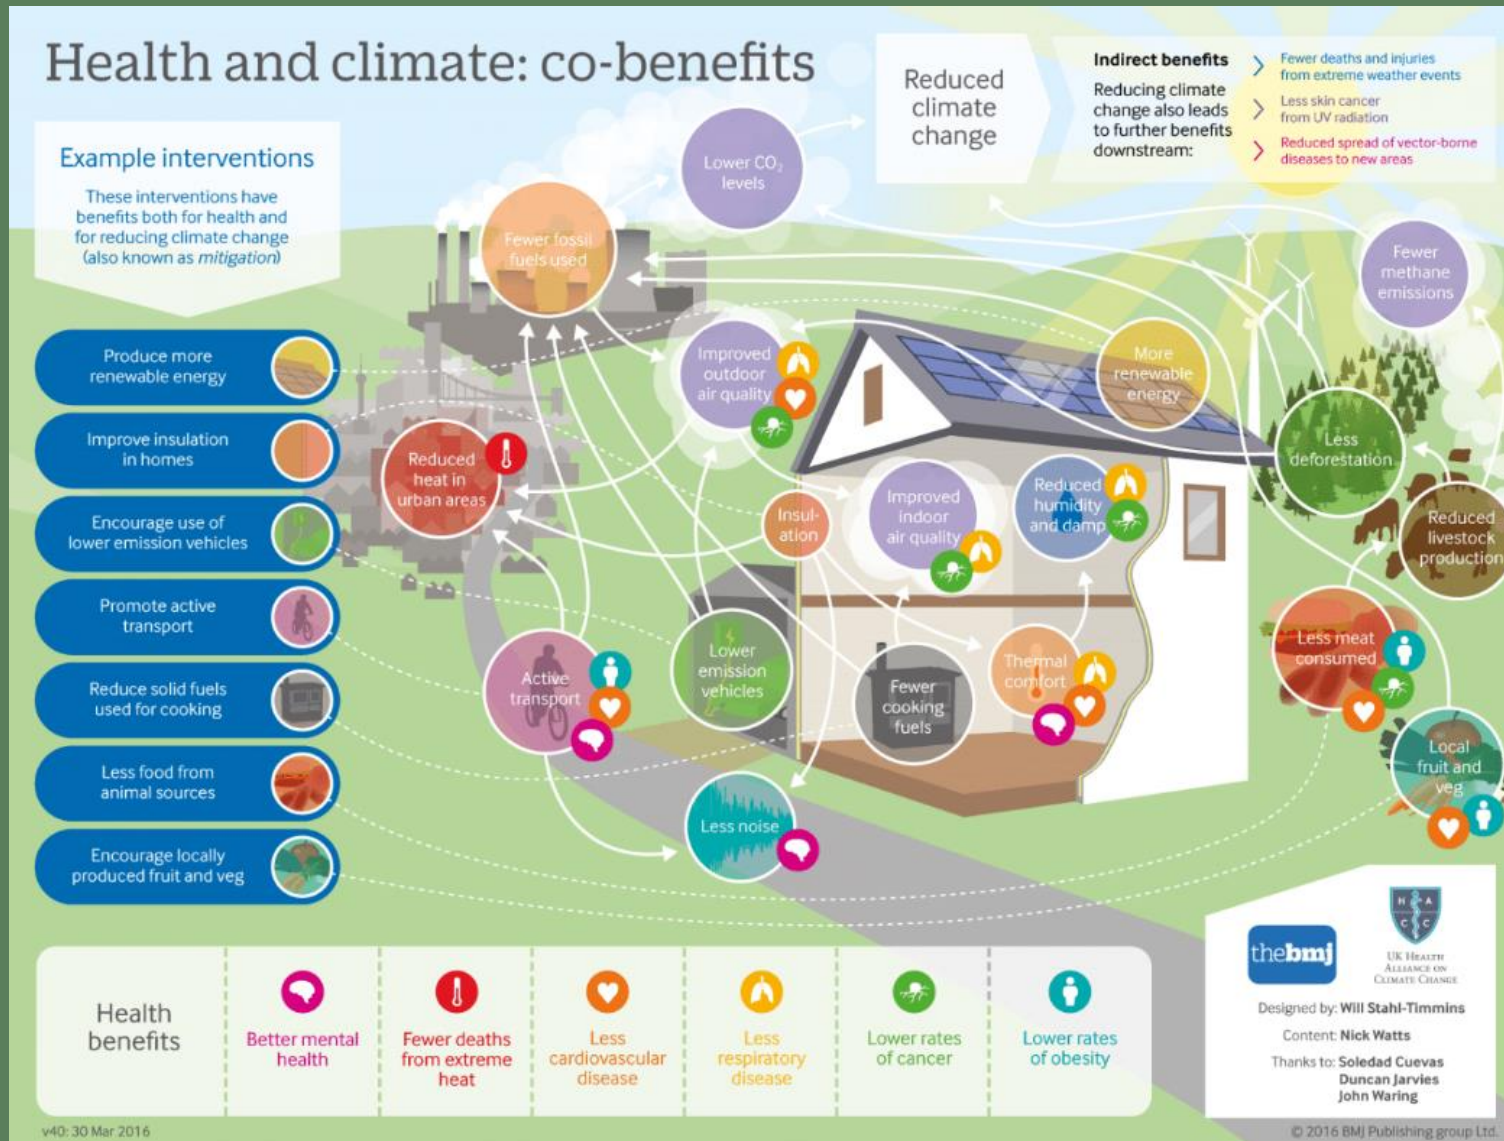 Health and climate: co-benefits
Example interventions
These interventions have
benefits both for health and
for reducing climate change
(also known as mitigation)
Produce more
renewable energy
Improve insulation
in homes
Encourage use of
lower emission vehicles
Promote active
transport
Reduce solid fuels
used for cooking
Less food from
animal sources
Encourage locally
produced fruit and veg
Reduced
climate
change
Indirect benefits
Reducing climate
change also leads
to further benefits
downstream:
Fewer deaths and injuries
from extreme weather events
Less skin cancer
from UV radiation
Reduced spread of vector-borne
diseases to new areas
Lower CO₂
levels
Fewer fossil
fuels used
Fewer
methane
emissions
Improved
outdoor
air quality
More
renewable
energy
Less
deforestation
Reduced
heat in
urban areas
Insul-
ation
Improved
indoor
air quality
Reduced
humidity
and damp
Reduced
livestock
production
Active
transport
Lower
emission
vehicles
Fewer
cooking
fuels
Thermal
comfort
Less meat
consumed
Local
fruit and
veg
Less noise
Health
benefits
Better mental
health
Fewer deaths
from extreme
heat
Less
cardiovascular
disease
Less
respiratory
disease
Lower rates
of cancer
Lower rates
of obesity
thebmj
H A
C C
UK HEALTH
ALLIANCE ON
CLIMATE CHANGE
Designed by: Will Stahl-Timmins
Content: Nick Watts
Thanks to: Soledad Cuevas
Duncan Jarvies
John Waring
v40: 30 Mar 2016
© 2016 BMJ Publishing group Ltd.